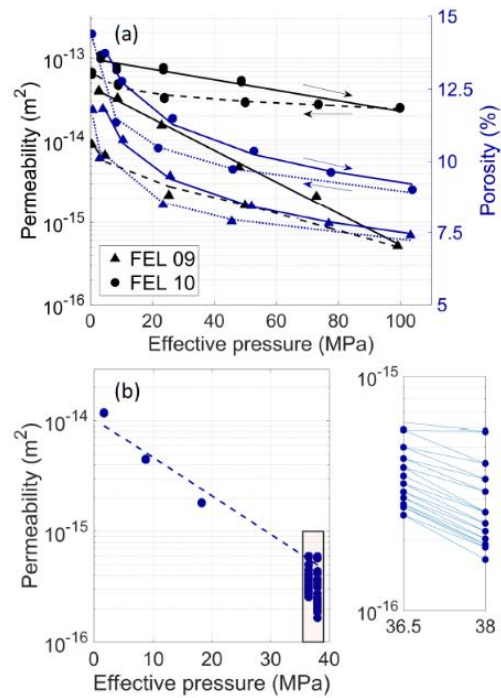 (a)
Permeability (m²)
10⁻¹³
10⁻¹⁴
10⁻¹⁵
10⁻¹⁶
15
12.5
10
7.5
5
Porosity (%)
FEL 09
FEL 10
0 20 40 60 80 100
Effective pressure (MPa)
(b)
Permeability (m²)
10⁻¹⁴
10⁻¹⁵
10⁻¹⁶
0 10 20 30 40
Effective pressure (MPa)
10⁻¹⁵
10⁻¹⁶
36.5 38